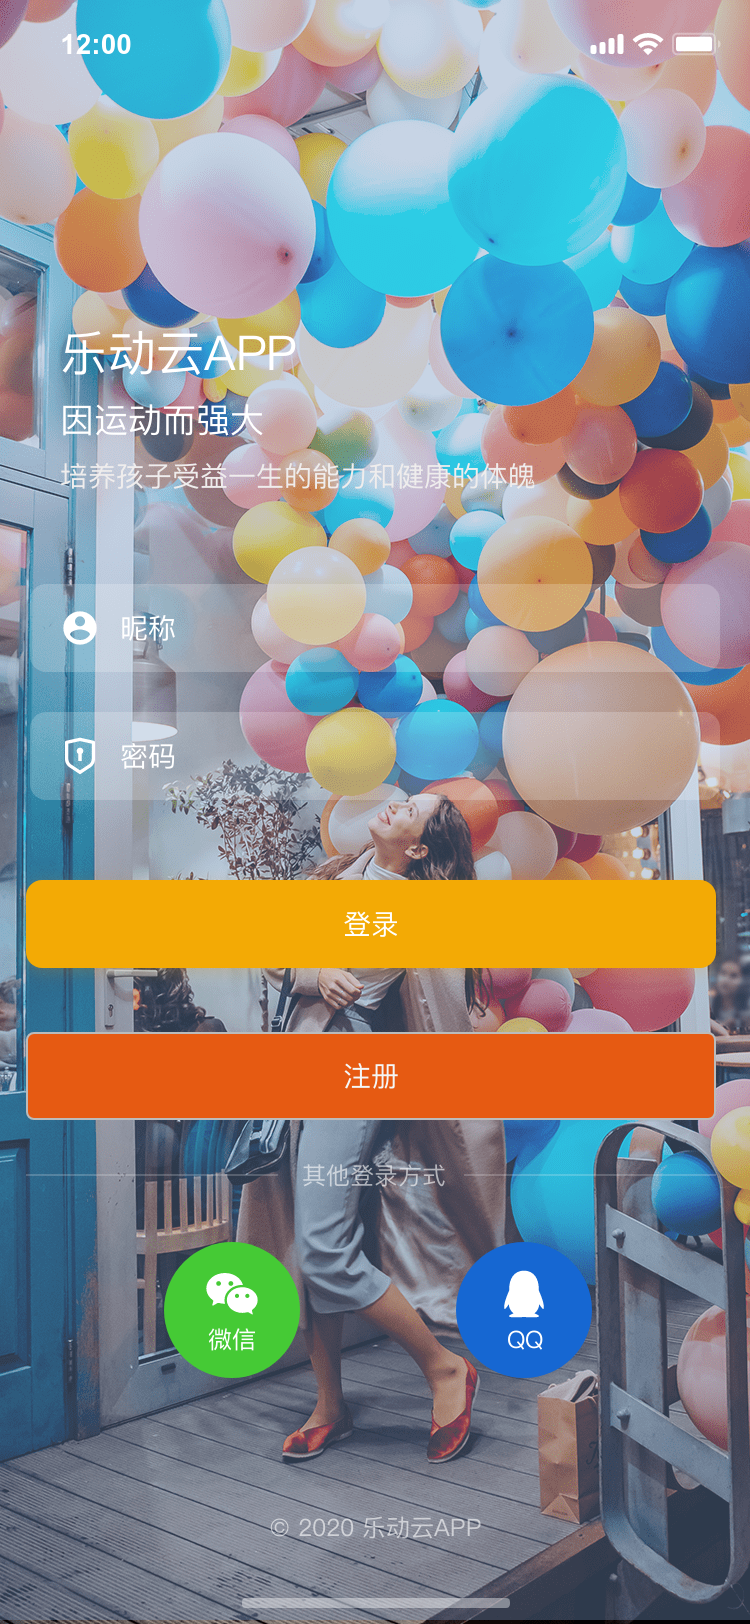 12:00
乐动云APP
因运动而强大
培养孩子受益一生的能力和健康的体魄
昵称
密码
登录
注册
其他登录方式
微信
QQ
© 2020 乐动云APP